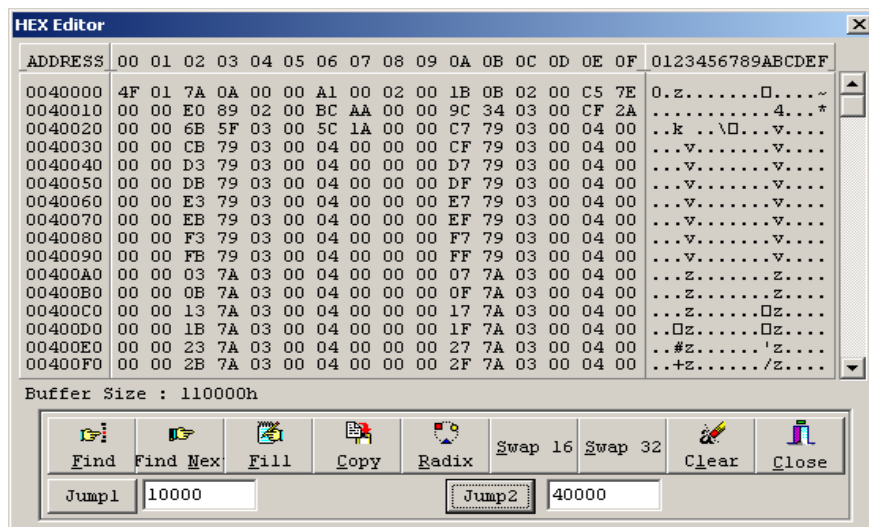 HEX Editor
ADDRESS 00 01 02 03 04 05 06 07 08 09 0A 0B 0C 0D 0E 0F 0123456789ABCDEF
0040000 4F 01 7A 0A 00 00 A1 00 02 00 1B 0B 02 00 C5 7E O.z.......□....~
0040010 00 00 E0 89 02 00 BC AA 00 00 9C 34 03 00 CF 2A ...........4...*
0040020 00 00 6B 5F 03 00 5C 1A 00 00 C7 79 03 00 04 00 ..k_..\□...y....
0040030 00 00 CB 79 03 00 04 00 00 00 CF 79 03 00 04 00 ...y.......y....
0040040 00 00 D3 79 03 00 04 00 00 00 D7 79 03 00 04 00 ...y.......y....
0040050 00 00 DB 79 03 00 04 00 00 00 DF 79 03 00 04 00 ...y.......y....
0040060 00 00 E3 79 03 00 04 00 00 00 E7 79 03 00 04 00 ...y.......y....
0040070 00 00 EB 79 03 00 04 00 00 00 EF 79 03 00 04 00 ...y.......y....
0040080 00 00 F3 79 03 00 04 00 00 00 F7 79 03 00 04 00 ...y.......y....
0040090 00 00 FB 79 03 00 04 00 00 00 FF 79 03 00 04 00 ...y.......y....
00400A0 00 00 03 7A 03 00 04 00 00 00 07 7A 03 00 04 00 ...z.......z....
00400B0 00 00 0B 7A 03 00 04 00 00 00 0F 7A 03 00 04 00 ...z.......z....
00400C0 00 00 13 7A 03 00 04 00 00 00 17 7A 03 00 04 00 ...z......□z....
00400D0 00 00 1B 7A 03 00 04 00 00 00 1F 7A 03 00 04 00 ..□z......□z....
00400E0 00 00 23 7A 03 00 04 00 00 00 27 7A 03 00 04 00 ..#z......'z....
00400F0 00 00 2B 7A 03 00 04 00 00 00 2F 7A 03 00 04 00 ..+z....../z....
Buffer Size : 110000h
Find Find Nex Fill Copy Radix Swap 16 Swap 32 Clear Close
Jump1 10000 Jump2 40000